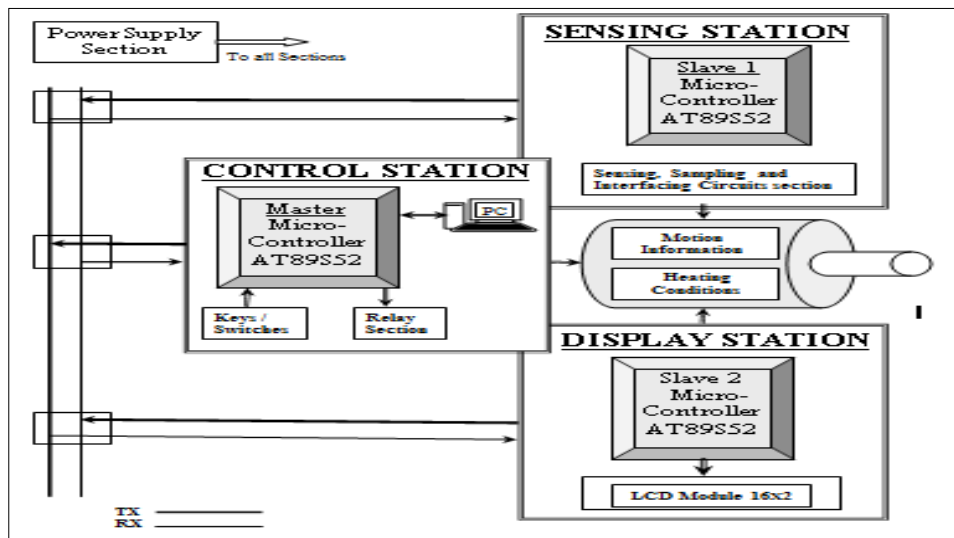 Power Supply
Section
To all Sections
SENSING STATION
Slave 1
Micro-
Controller
AT89S52
Sensing, Sampling and
Interfacing Circuits section
CONTROL STATION
Master
Micro-
Controller
AT89S52
PC
Keys /
Switches
Relay
Section
Motion
Information
Heating
Conditions
I
DISPLAY STATION
Slave 2
Micro-
Controller
AT89S52
LCD Module 16x2
TX
RX